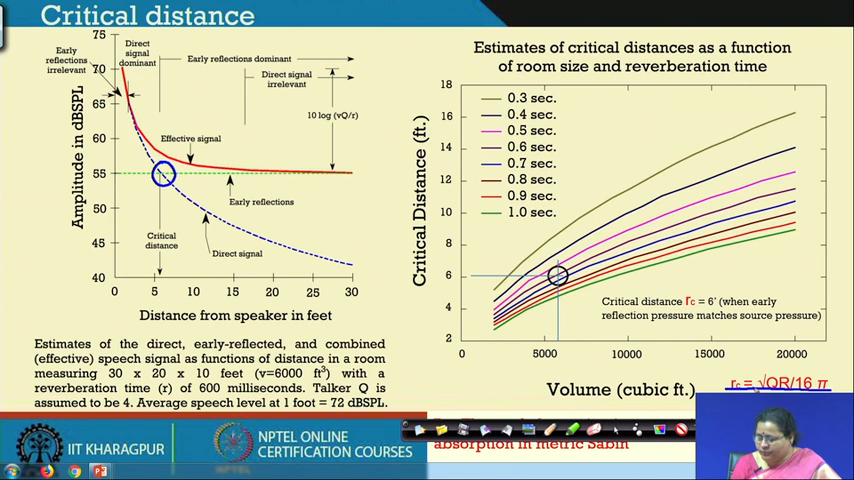 Critical distance
75
70
65
60
55
50
45
40
0
5
10
15
20
25
30
Amplitude in dBSPL
Distance from speaker in feet
Early
reflections
irrelevant
Direct
signal
dominant
Early reflections dominant
Direct signal
irrelevant
10 log (vQ/r)
Effective signal
Early reflections
Critical
distance
Direct signal
Estimates of the direct, early-reflected, and combined
(effective) speech signal as functions of distance in a room
measuring 30 x 20 x 10 feet (v=6000 ft3) with a
reverberation time (r) of 600 milliseconds. Talker Q is
assumed to be 4. Average speech level at 1 foot = 72 dBSPL.
Estimates of critical distances as a function
of room size and reverberation time
18
16
14
12
10
8
6
4
2
0
5000
10000
15000
20000
Critical Distance (ft.)
Volume (cubic ft.)
0.3 sec.
0.4 sec.
0.5 sec.
0.6 sec.
0.7 sec.
0.8 sec.
0.9 sec.
1.0 sec.
Critical distance rc = 6' (when early
reflection pressure matches source pressure)
rc = √QR/16 π
absorption in metric Sabin
IIT KHARAGPUR
NPTEL ONLINE
CERTIFICATION COURSES
NPTEL